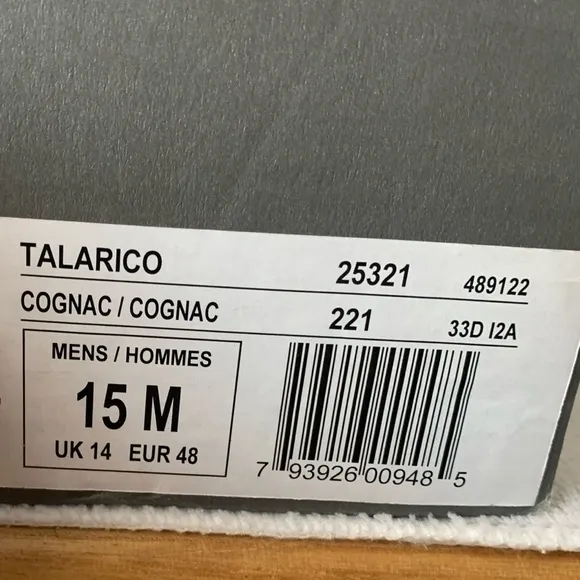 TALARICO 25321 489122
COGNAC / COGNAC 221 33D I2A
MENS / HOMMES
15 M
UK 14 EUR 48
7 93926 00948 5